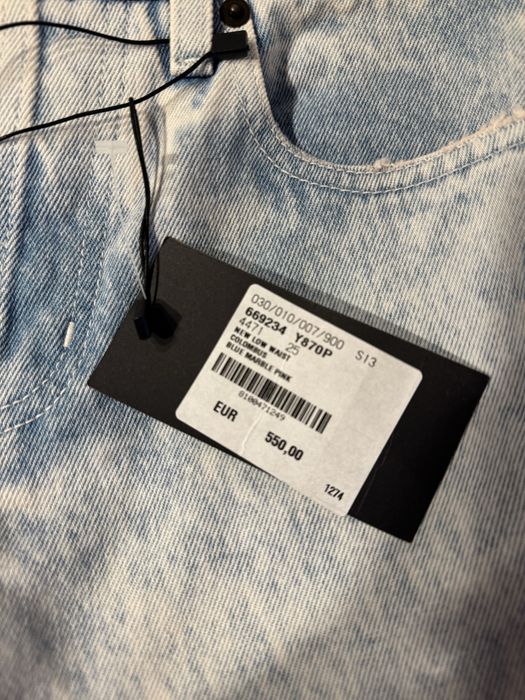 030/010/007/900 S13
669234 Y870P
4471 25
NEW LOW WAIST
COLOMBUS
BLUE MARBLE PINK
0100471249
EUR 550,00
1274